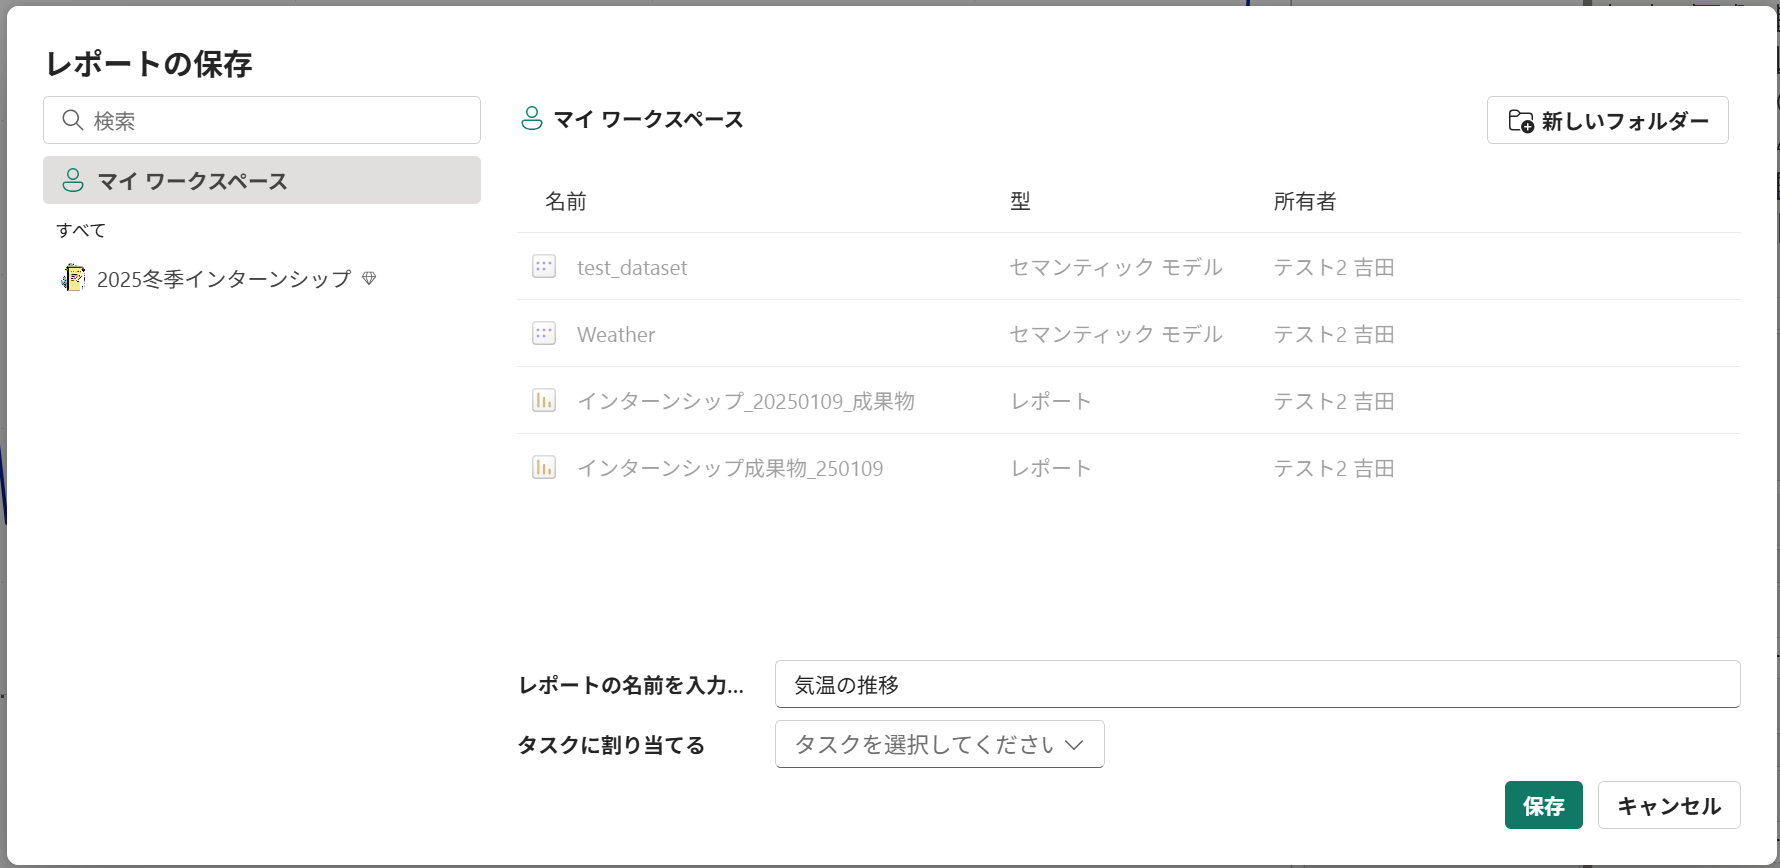 レポートの保存
検索
マイ ワークスペース
すべて
2025冬季インターンシップ
マイ ワークスペース
新しいフォルダー
名前 型 所有者
test_dataset セマンティック モデル テスト2 吉田
Weather セマンティック モデル テスト2 吉田
インターンシップ_20250109_成果物 レポート テスト2 吉田
インターンシップ成果物_250109 レポート テスト2 吉田
レポートの名前を入力... 気温の推移
タスクに割り当てる タスクを選択してください
保存 キャンセル